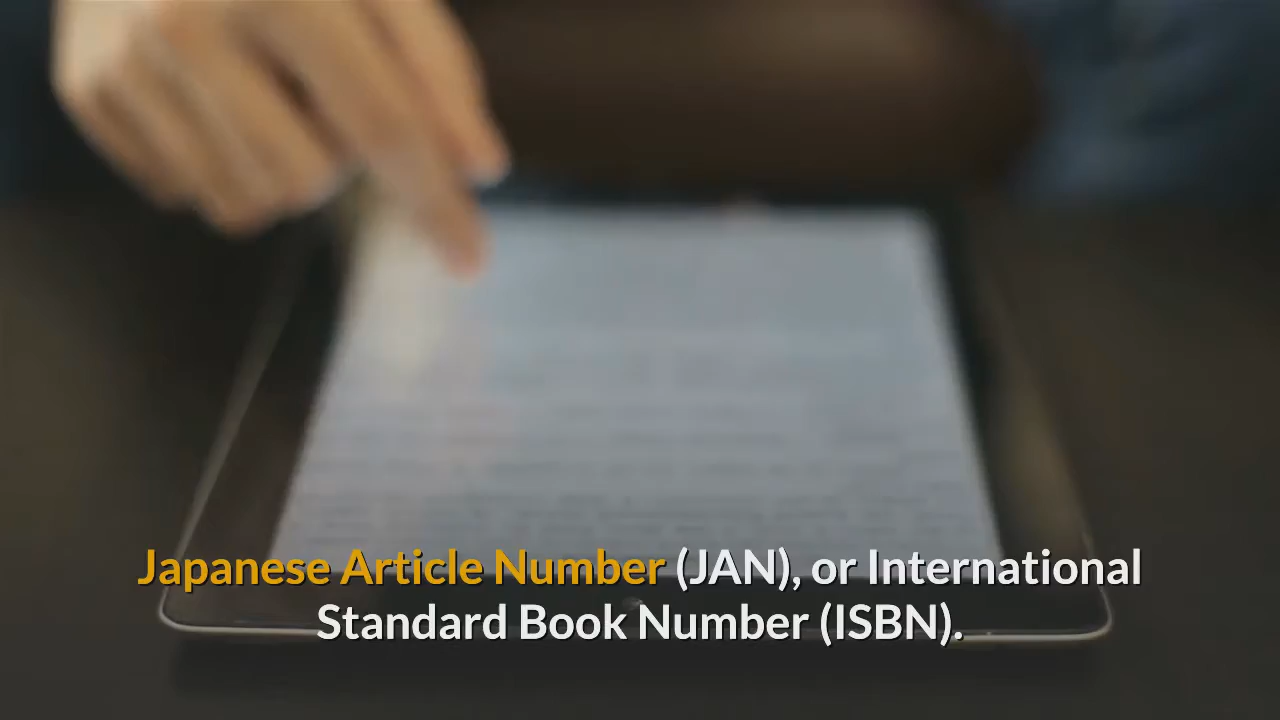 Japanese Article Number (JAN), or International
Standard Book Number (ISBN).